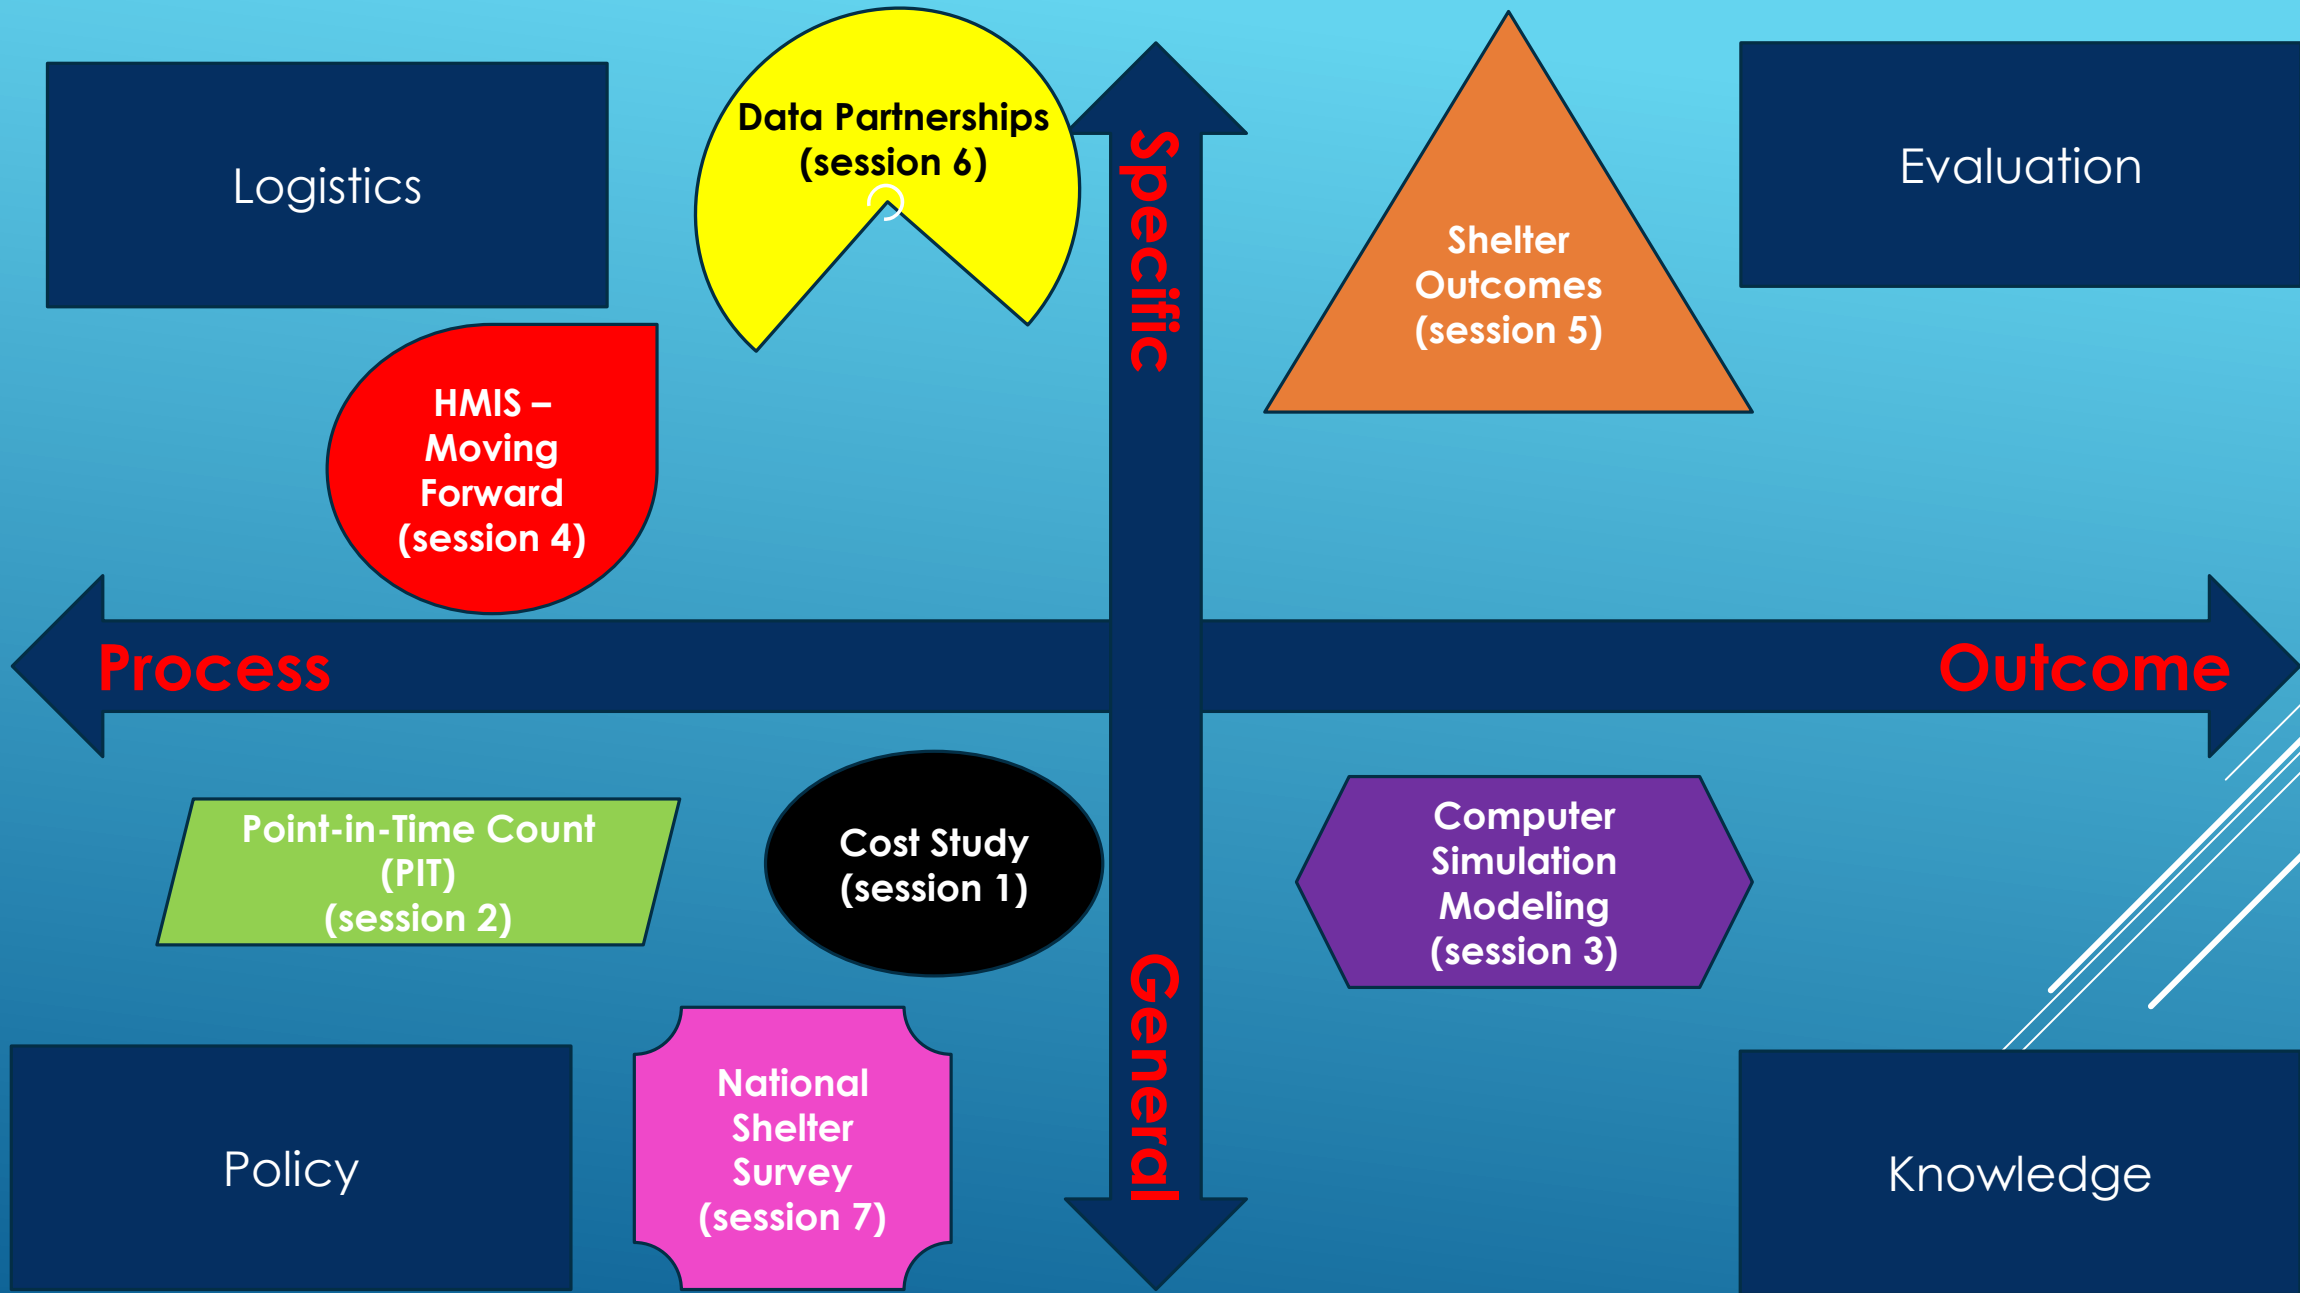 Logistics
Data Partnerships
(session 6)
Specific
Shelter
Outcomes
(session 5)
Evaluation
HMIS –
Moving
Forward
(session 4)
Process
Outcome
Point-in-Time Count
(PIT)
(session 2)
Cost Study
(session 1)
Computer
Simulation
Modeling
(session 3)
General
Policy
National
Shelter
Survey
(session 7)
Knowledge